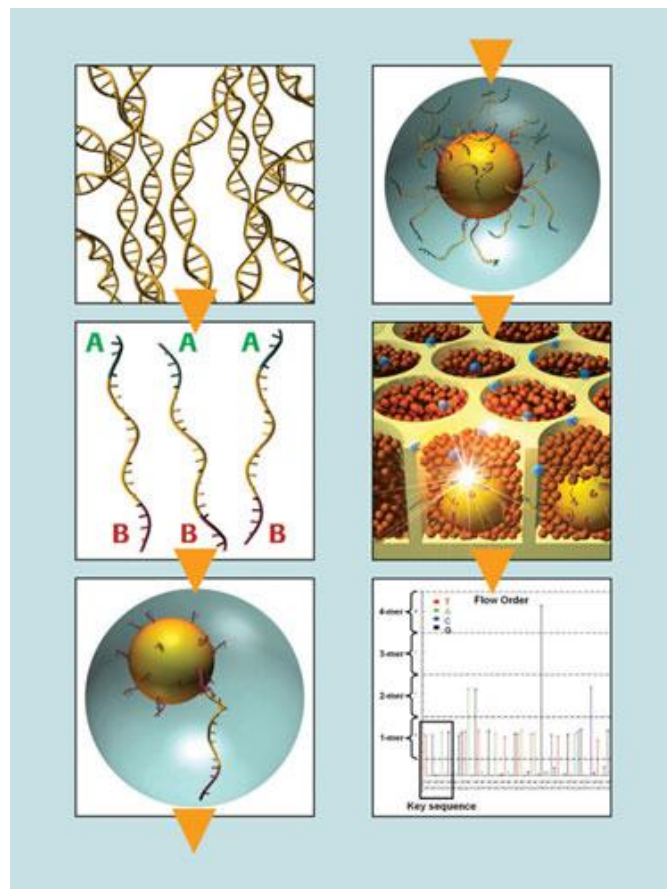 A A A
B B B
Flow Order
T
A
C
G
4-mer
3-mer
2-mer
1-mer
Key sequence